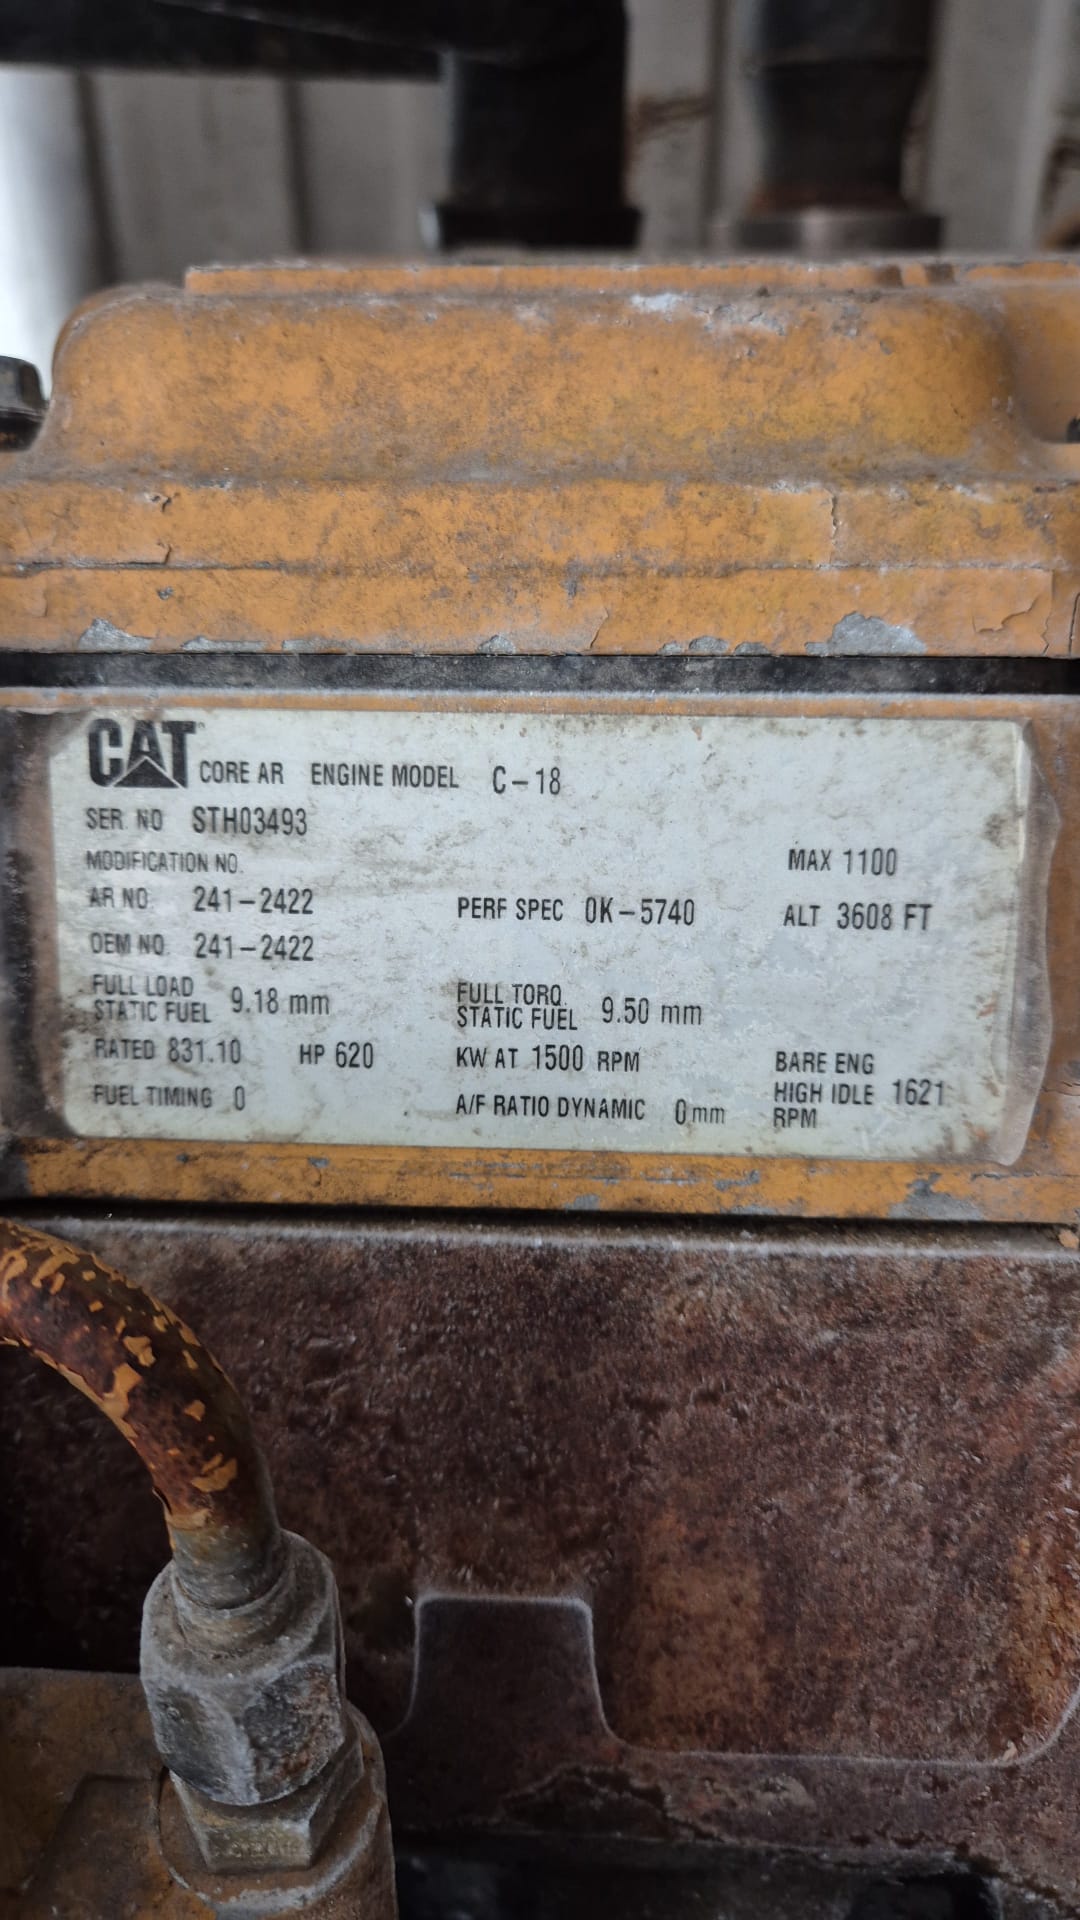 CAT CORE AR ENGINE MODEL C-18
SER NO STH03493
MODIFICATION NO. MAX 1100
AR NO. 241-2422 PERF SPEC 0K-5740 ALT 3608 FT
OEM NO. 241-2422
FULL LOAD
STATIC FUEL 9.18 mm
FULL TORQ
STATIC FUEL 9.50 mm
RATED 831.10 HP 620 KW AT 1500 RPM BARE ENG
HIGH IDLE 1621
RPM
FUEL TIMING 0 A/F RATIO DYNAMIC 0mm